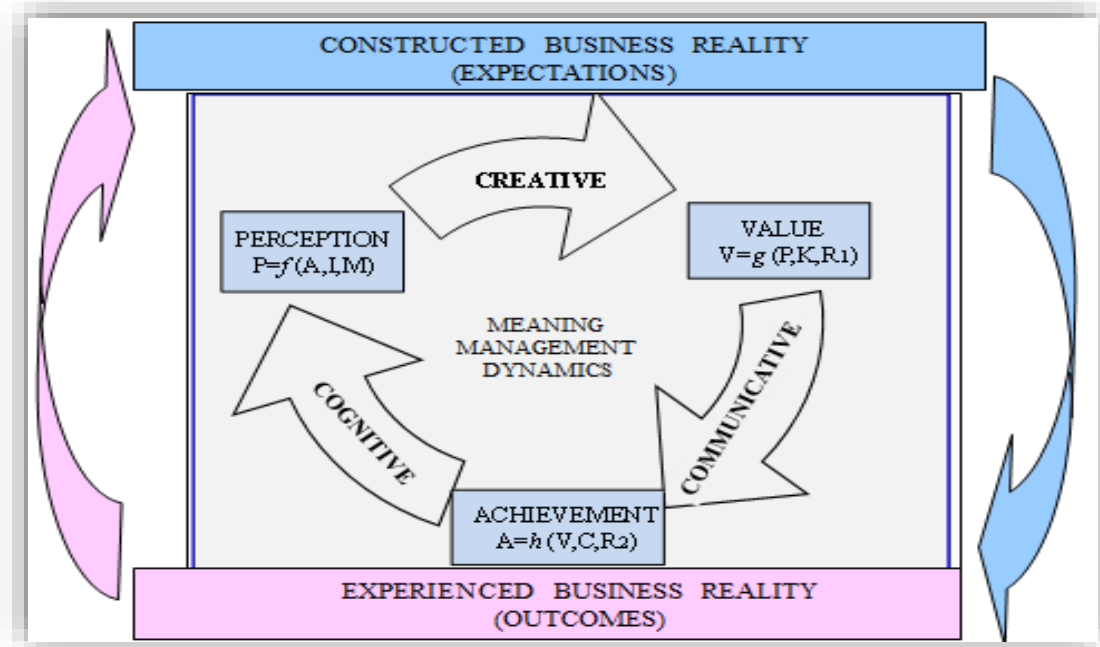 CONSTRUCTED BUSINESS REALITY
(EXPECTATIONS)
CREATIVE
PERCEPTION
P=f(A,I,M)
VALUE
V=g (P,K,R1)
MEANING
MANAGEMENT
DYNAMICS
COGNITIVE
COMMUNICATIVE
ACHIEVEMENT
A=h (V,C,R2)
EXPERIENCED BUSINESS REALITY
(OUTCOMES)